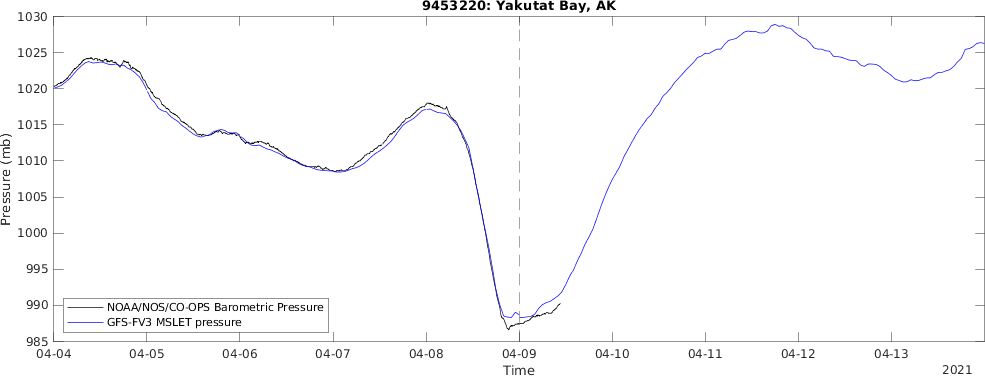 9453220: Yakutat Bay, AK
Pressure (mb)
1030
1025
1020
1015
1010
1005
1000
995
990
985
NOAA/NOS/CO-OPS Barometric Pressure
GFS-FV3 MSLET pressure
04-04 04-05 04-06 04-07 04-08 04-09 04-10 04-11 04-12 04-13
Time
2021